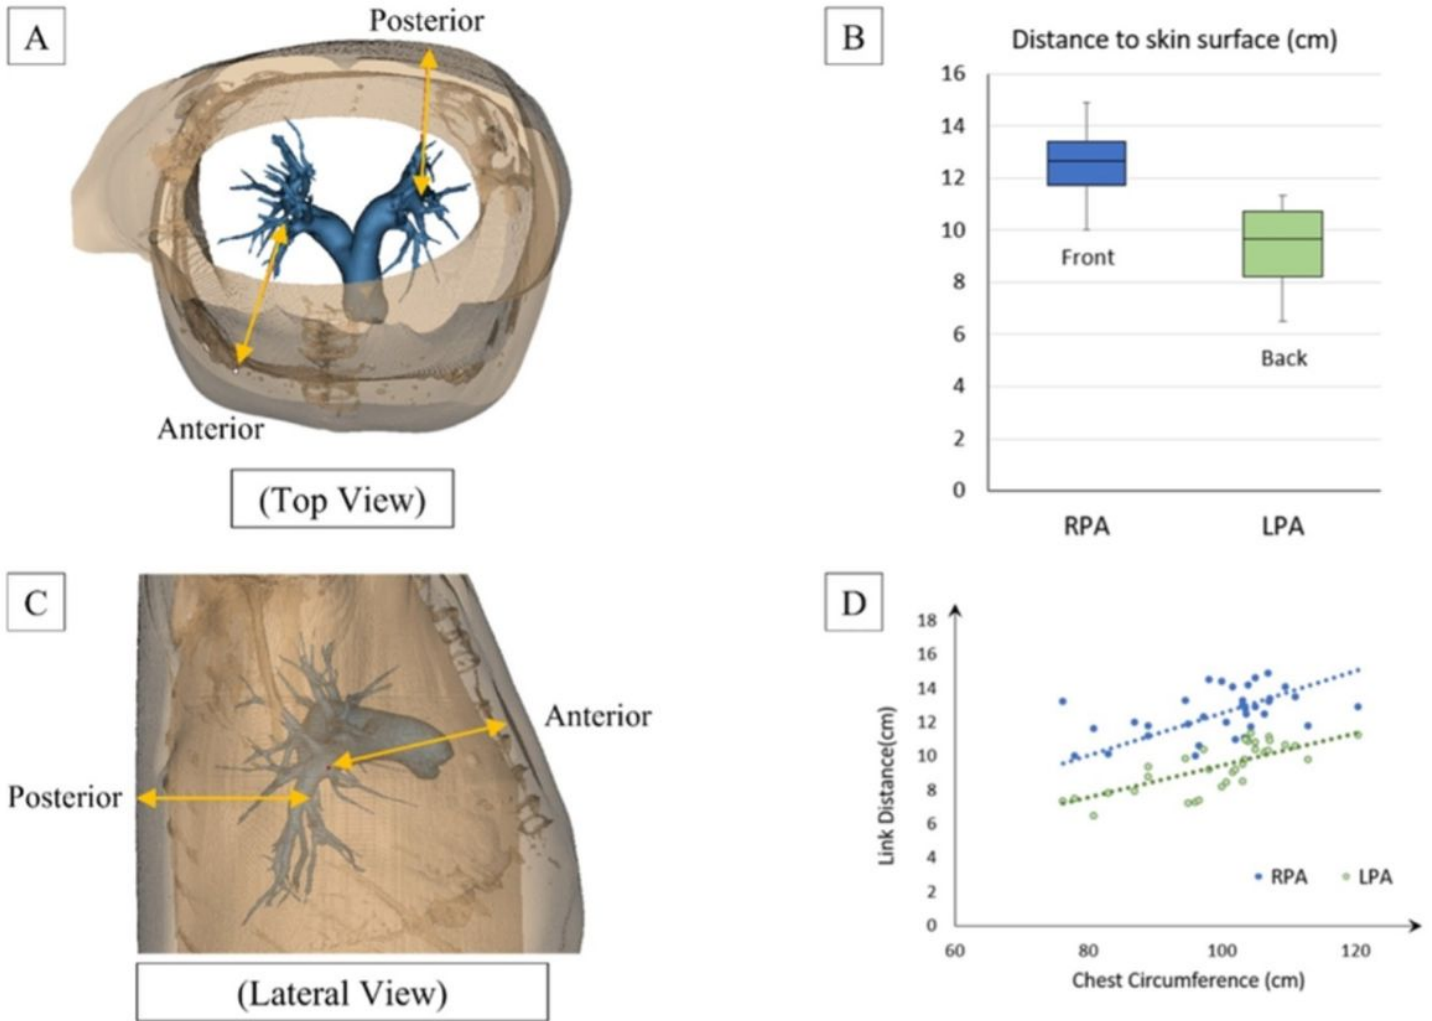 A
Posterior
Anterior
(Top View)
B
Distance to skin surface (cm)
16
14
12
10
8
6
4
2
0
Front
Back
RPA
LPA
C
Anterior
Posterior
(Lateral View)
D
Link Distance(cm)
18
16
14
12
10
8
6
4
2
0
RPA
LPA
60
80
100
120
Chest Circumference (cm)